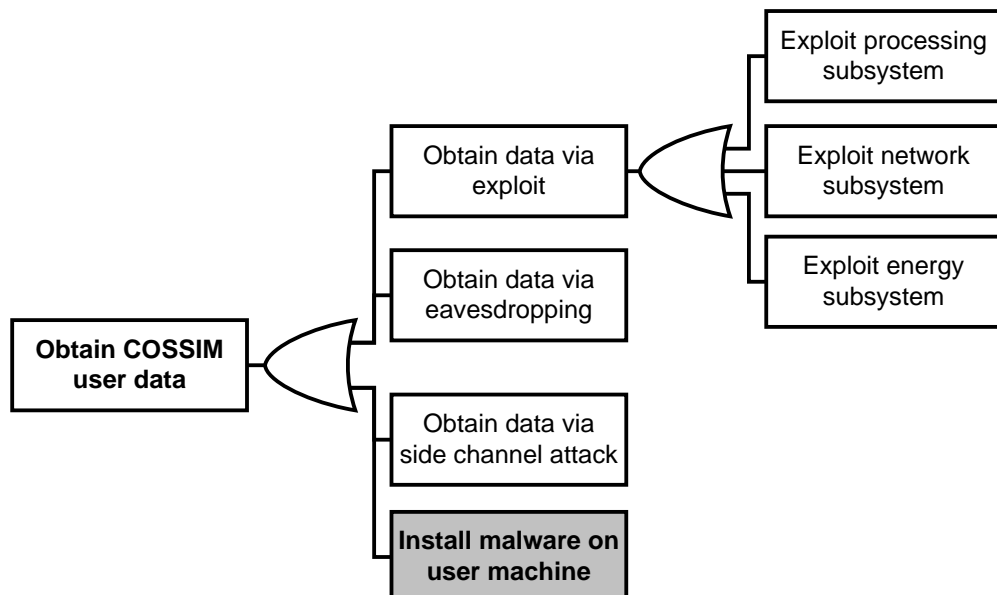 Exploit processing
subsystem
Obtain data via
exploit
Exploit network
subsystem
Exploit energy
subsystem
Obtain data via
eavesdropping
Obtain COSSIM
user data
Obtain data via
side channel attack
Install malware on
user machine